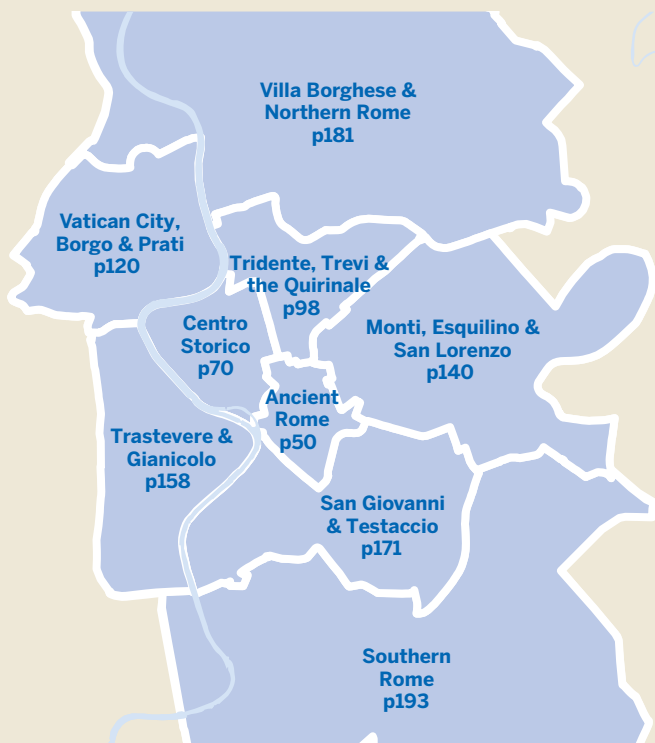 Villa Borghese &
Northern Rome
p181
Vatican City,
Borgo & Prati
p120
Tridente, Trevi &
the Quirinale
p98
Centro
Storico
p70
Monti, Esquilino &
San Lorenzo
p140
Ancient
Rome
p50
Trastevere &
Gianicolo
p158
San Giovanni
& Testaccio
p171
Southern
Rome
p193